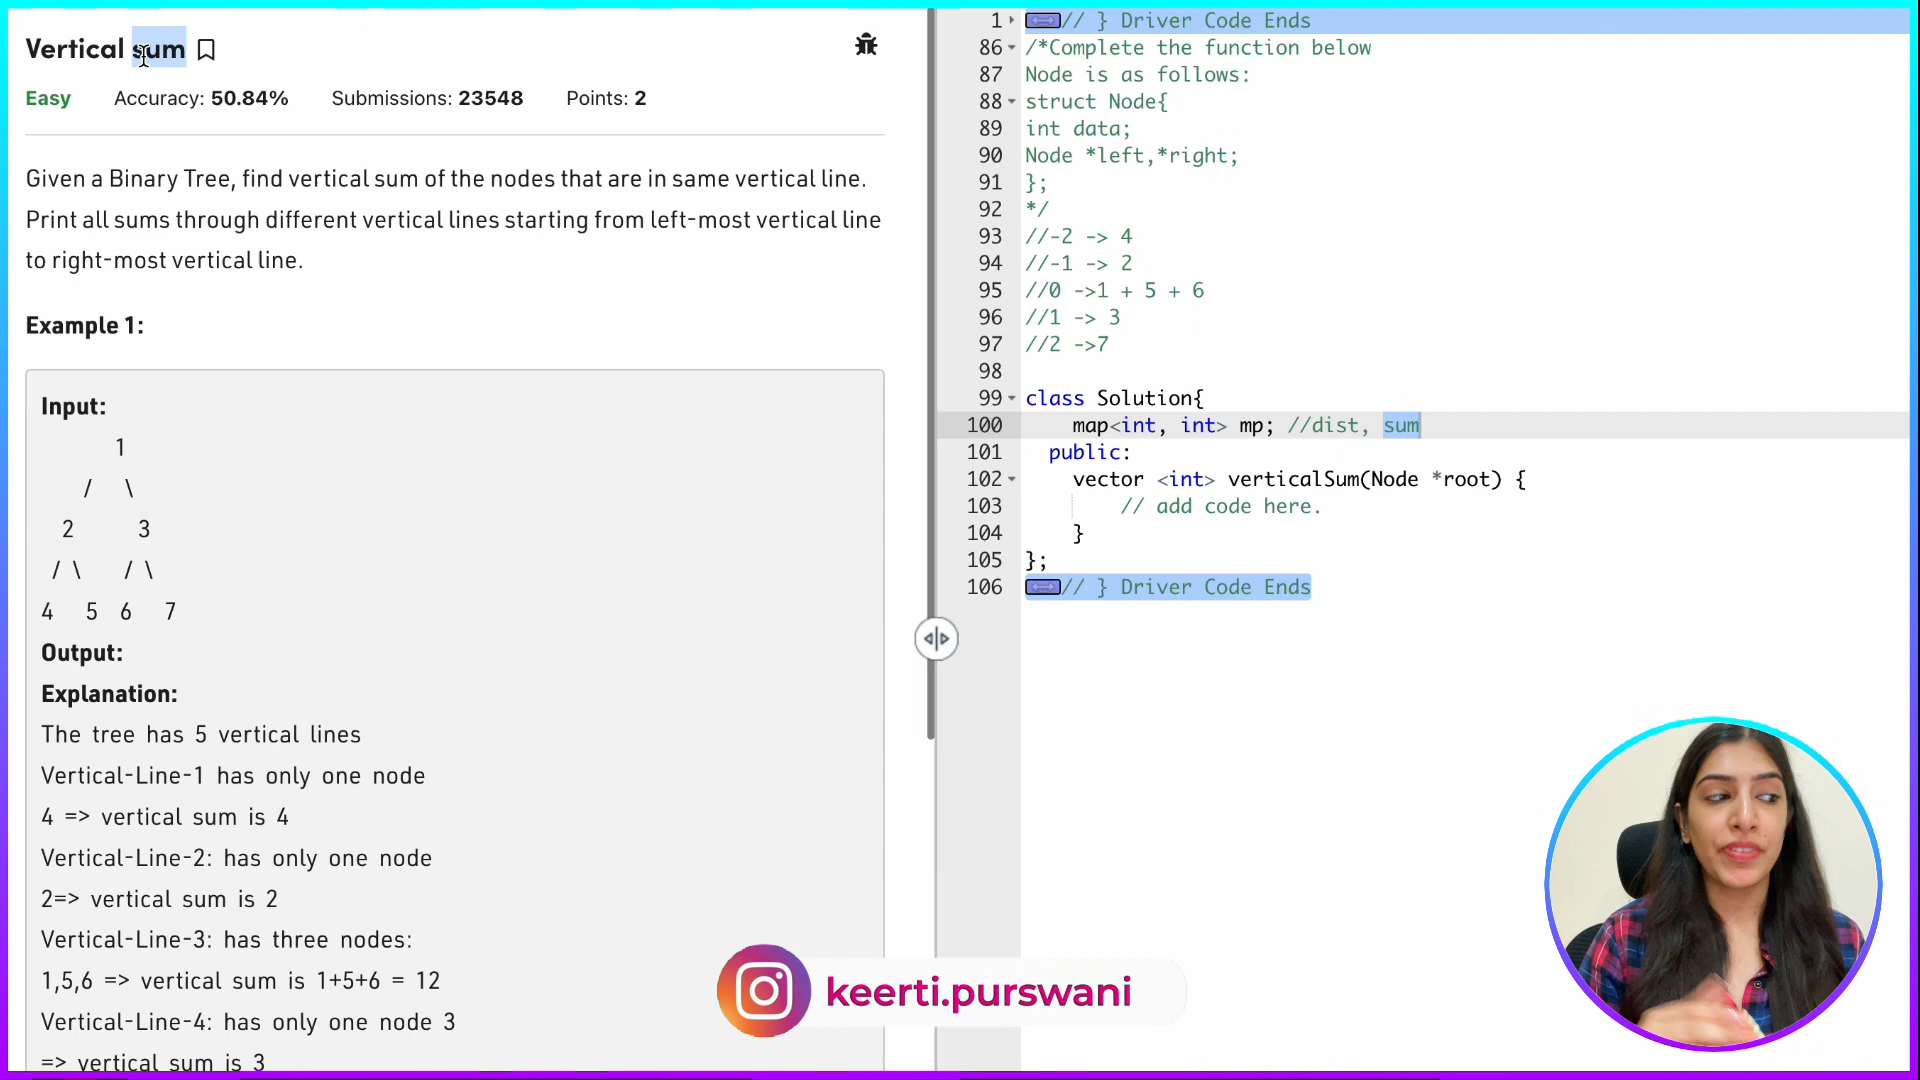 Vertical sum
Easy Accuracy: 50.84% Submissions: 23548 Points: 2
Given a Binary Tree, find vertical sum of the nodes that are in same vertical line.
Print all sums through different vertical lines starting from left-most vertical line
to right-most vertical line.
Example 1:
Input:
1
/ \
2 3
/ \ / \
4 5 6 7
Output:
Explanation:
The tree has 5 vertical lines
Vertical-Line-1 has only one node
4 => vertical sum is 4
Vertical-Line-2: has only one node
2=> vertical sum is 2
Vertical-Line-3: has three nodes:
1,5,6 => vertical sum is 1+5+6 = 12
Vertical-Line-4: has only one node 3
=> vertical sum is 3
1 // } Driver Code Ends
86 /*Complete the function below
87 Node is as follows:
88 struct Node{
89 int data;
90 Node *left,*right;
91 };
92 */
93 //-2 -> 4
94 //-1 -> 2
95 //0 ->1 + 5 + 6
96 //1 -> 3
97 //2 ->7
98
99 class Solution{
100 map<int, int> mp; //dist, sum
101 public:
102 vector <int> verticalSum(Node *root) {
103 // add code here.
104 }
105 };
106 // } Driver Code Ends
keerti.purswani